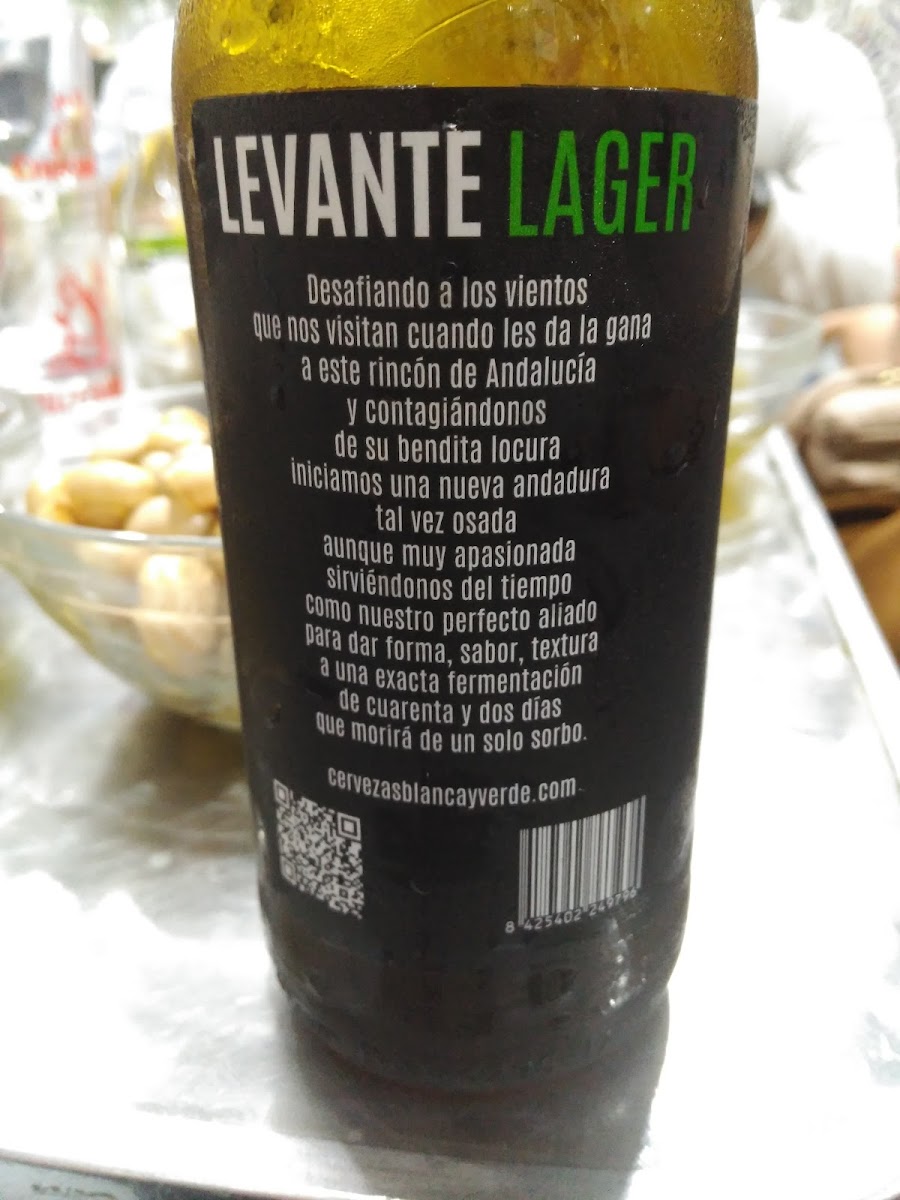 LEVANTE LAGER
Desafiando a los vientos
que nos visitan cuando les da la gana
a este rincón de Andalucía
y contagiándonos
de su bendita locura
iniciamos una nueva andadura
tal vez osada
aunque muy apasionada
sirviéndonos del tiempo
como nuestro perfecto aliado
para dar forma, sabor, textura
a una exacta fermentación
de cuarenta y dos días
que morirá de un solo sorbo.
cervezasblancayverde.com
8 425402 249796